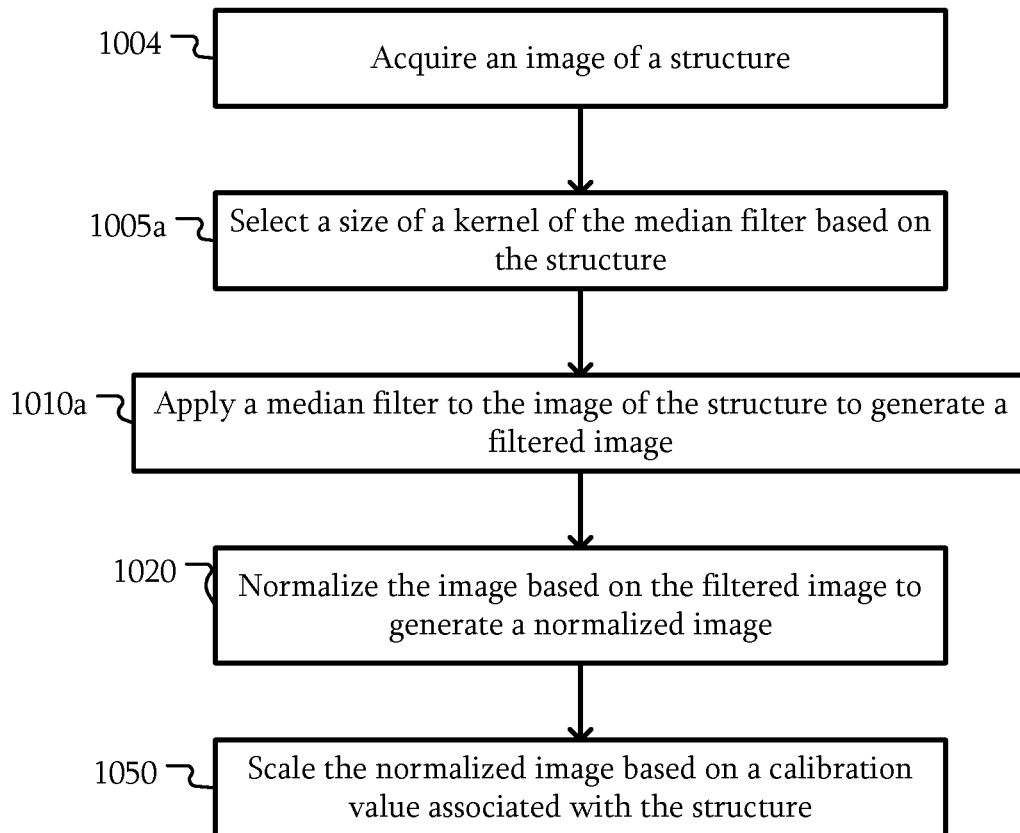 1004
Acquire an image of a structure
1005a
Select a size of a kernel of the median filter based on
the structure
1010a
Apply a median filter to the image of the structure to generate a
filtered image
1020
Normalize the image based on the filtered image to
generate a normalized image
1050
Scale the normalized image based on a calibration
value associated with the structure